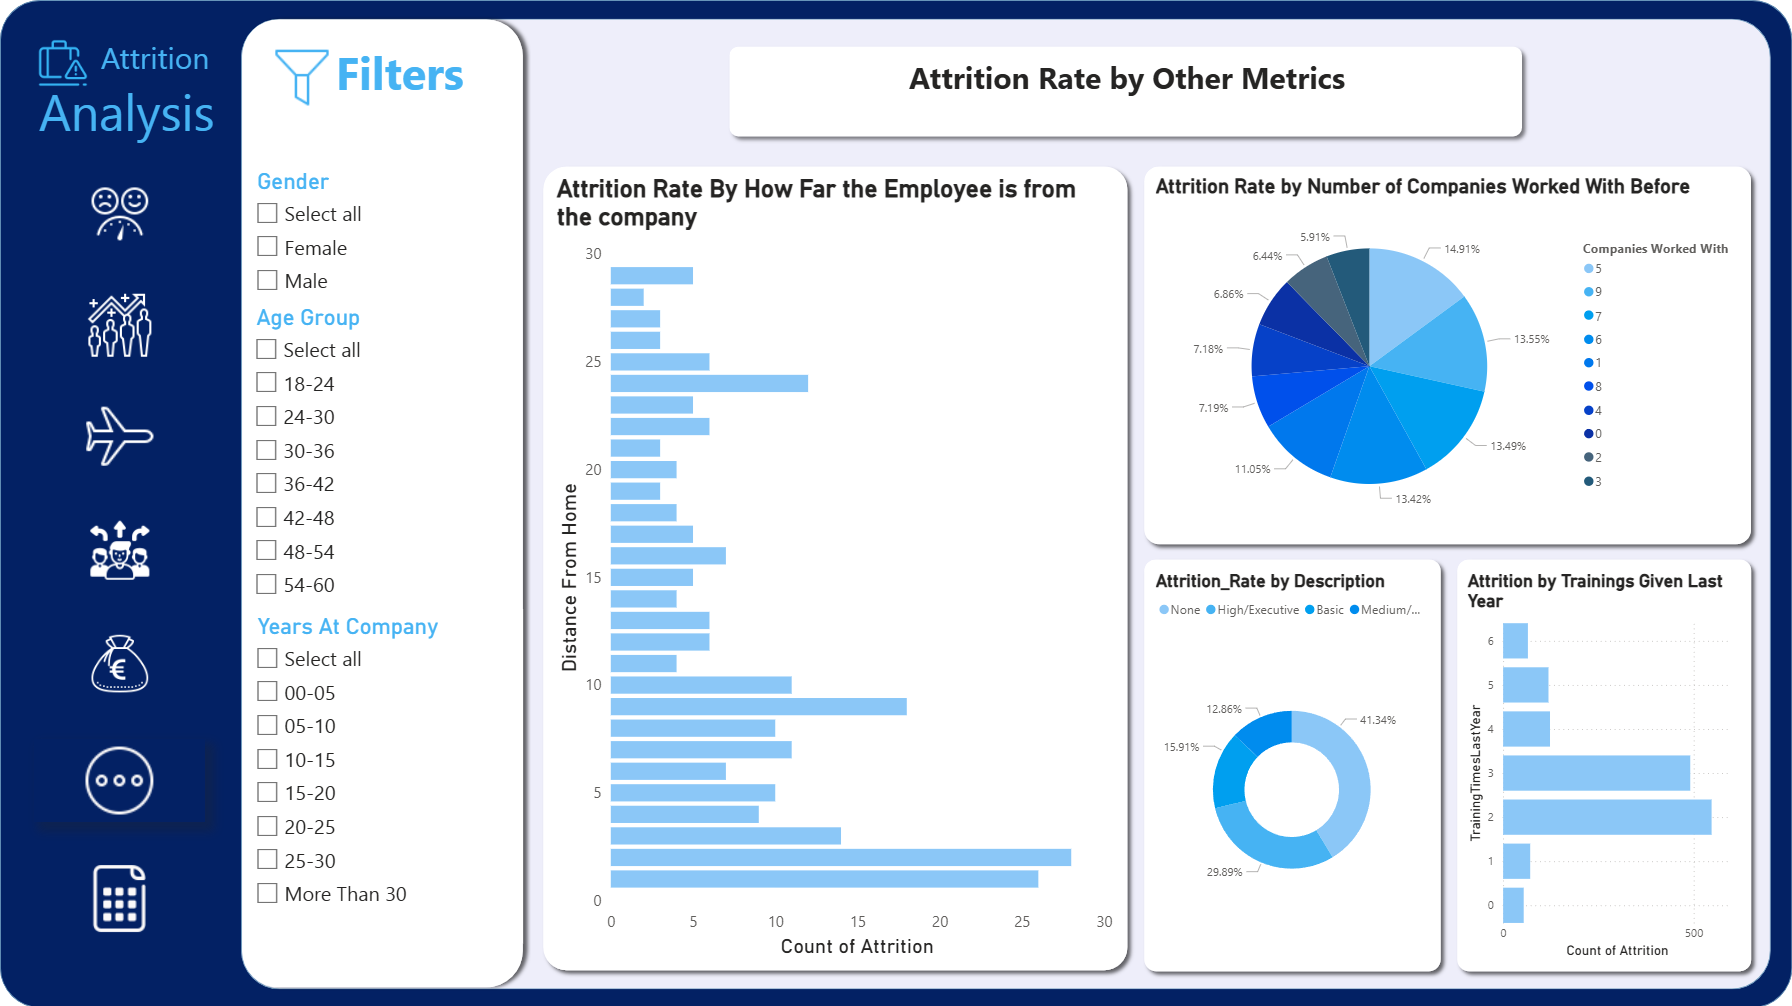 Attrition
Analysis
Filters
Gender
Select all
Female
Male
Age Group
Select all
18-24
24-30
30-36
36-42
42-48
48-54
54-60
Years At Company
Select all
00-05
05-10
10-15
15-20
20-25
25-30
More Than 30
Attrition Rate by Other Metrics
Attrition Rate By How Far the Employee is from
the company
Distance From Home
30
25
20
15
10
5
0
0 5 10 15 20 25 30
Count of Attrition
Attrition Rate by Number of Companies Worked With Before
14.91%
13.55%
13.49%
13.42%
11.05%
7.19%
7.18%
6.86%
6.44%
5.91%
Companies Worked With
5
9
7
6
1
8
4
0
2
3
Attrition_Rate by Description
None High/Executive Basic Medium/...
41.34%
29.89%
15.91%
12.86%
Attrition by Trainings Given Last
Year
TrainingTimesLastYear
6
5
4
3
2
1
0
0 500
Count of Attrition